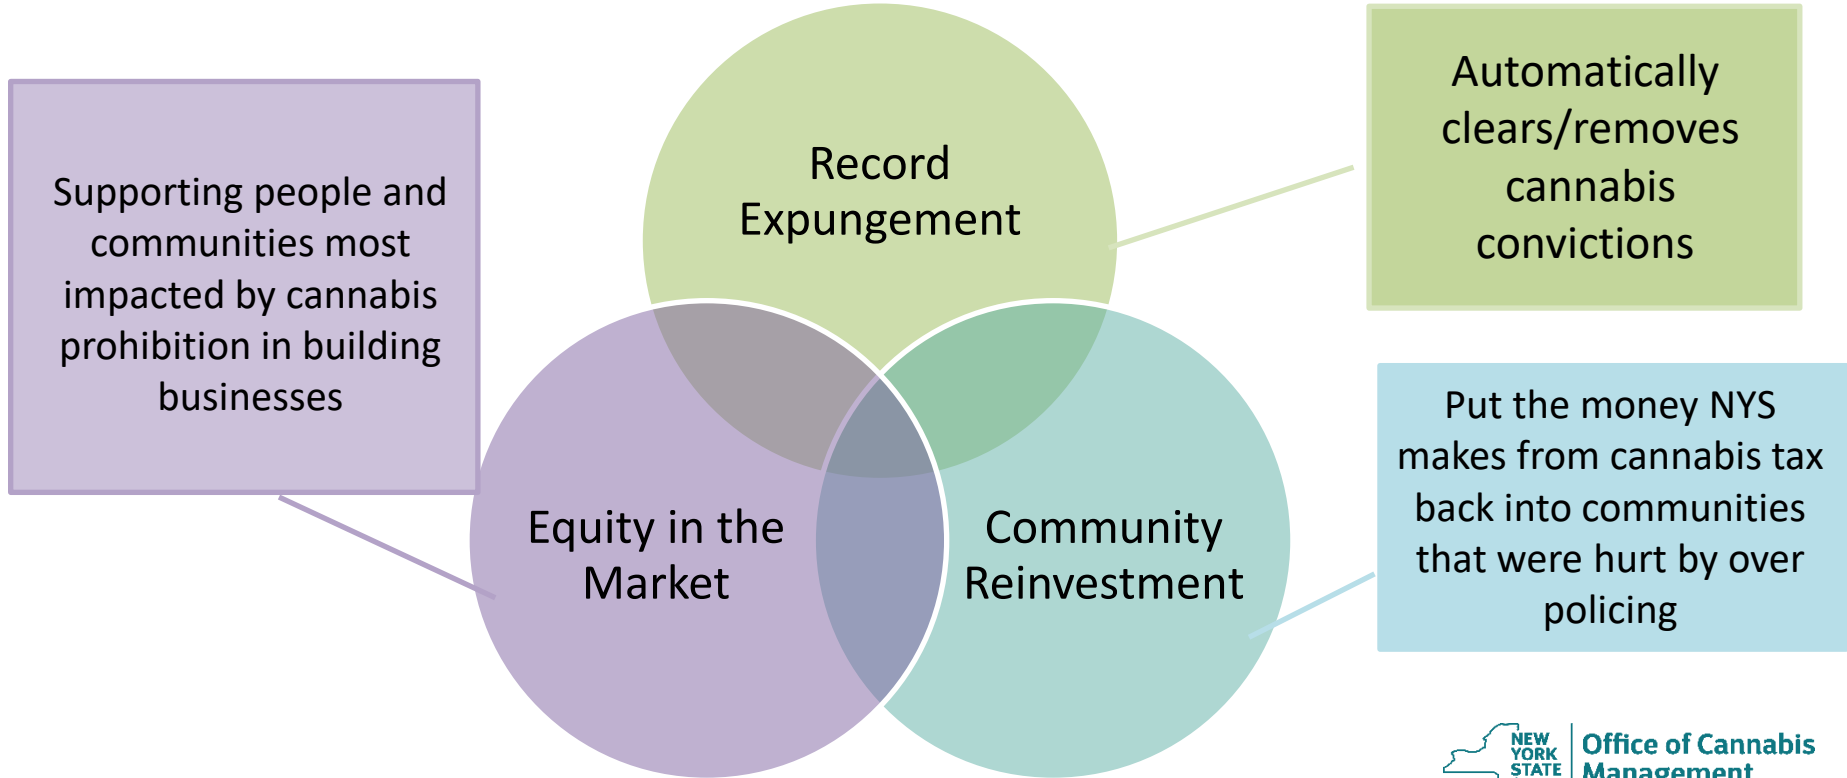 Record
Expungement
Automatically
clears/removes
cannabis
convictions
Supporting people and
communities most
impacted by cannabis
prohibition in building
businesses
Equity in the
Market
Community
Reinvestment
Put the money NYS
makes from cannabis tax
back into communities
that were hurt by over
policing
NEW
YORK
STATE
Office of Cannabis
Management